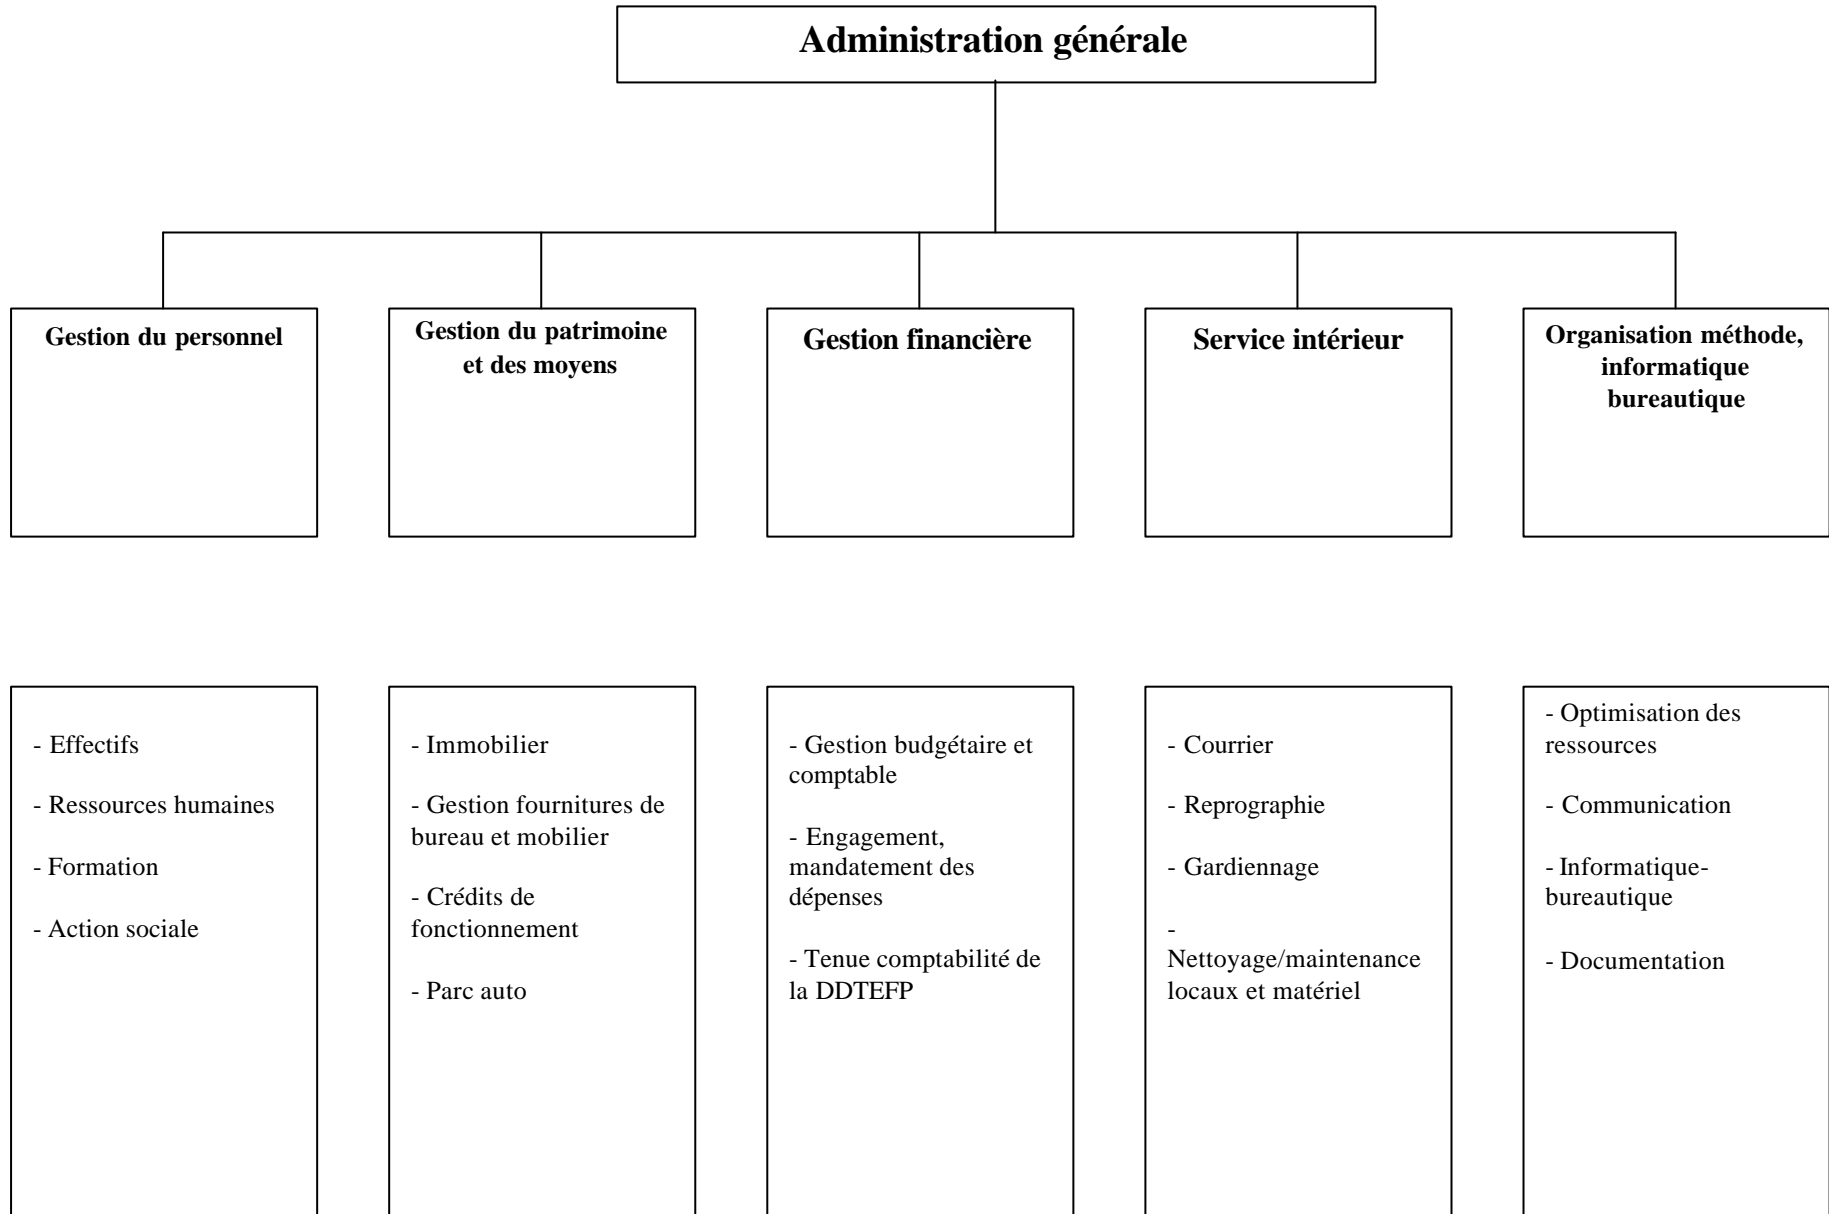 Administration générale
Gestion du personnel
Gestion du patrimoine
et des moyens
Gestion financière
Service intérieur
Organisation méthode,
informatique
bureautique
- Effectifs
- Ressources humaines
- Formation
- Action sociale
- Immobilier
- Gestion fournitures de
bureau et mobilier
- Crédits de
fonctionnement
- Parc auto
- Gestion budgétaire et
comptable
- Engagement,
mandatement des
dépenses
- Tenue comptabilité de
la DDTEFP
- Courrier
- Reprographie
- Gardiennage
-
Nettoyage/maintenance
locaux et matériel
- Optimisation des
ressources
- Communication
- Informatique-
bureautique
- Documentation